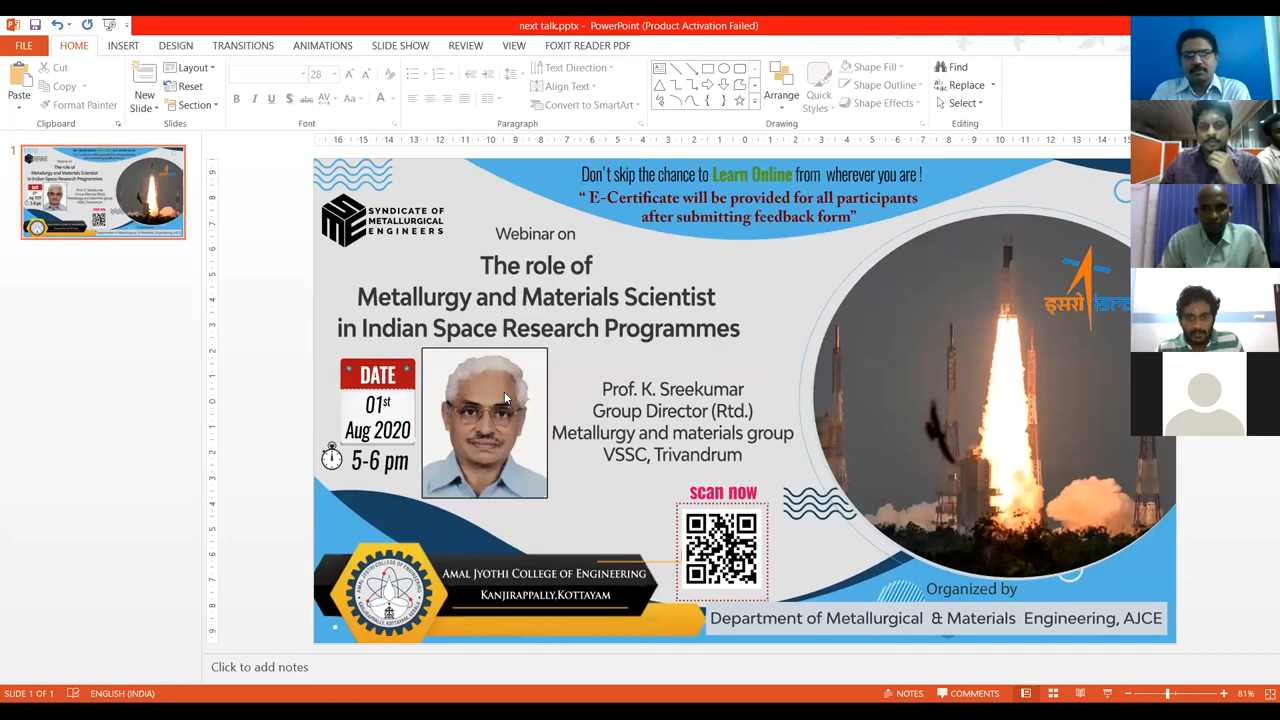 next talk.pptx - PowerPoint (Product Activation Failed)
FILE
HOME
INSERT
DESIGN
TRANSITIONS
ANIMATIONS
SLIDE SHOW
REVIEW
VIEW
FOXIT READER PDF
Paste
Cut
Copy
Format Painter
Clipboard
New
Slide
Layout
Reset
Section
Slides
28
Font
Text Direction
Align Text
Convert to SmartArt
Paragraph
Arrange
Quick
Styles
Shape Fill
Shape Outline
Shape Effects
Drawing
Find
Replace
Select
Editing
1
Don't skip the chance to Learn Online from wherever you are !
“ E-Certificate will be provided for all participants
after submitting feedback form”
SME
SYNDICATE OF
METALLURGICAL
ENGINEERS
Webinar on
The role of
Metallurgy and Materials Scientist
in Indian Space Research Programmes
इसरो isro
DATE
01st
Aug 2020
5-6 pm
Prof. K. Sreekumar
Group Director (Rtd.)
Metallurgy and materials group
VSSC, Trivandrum
scan now
AMAL JYOTHI COLLEGE OF ENGINEERING
KANJIRAPPALLY,KOTTAYAM
Organized by
Department of Metallurgical & Materials Engineering, AJCE
Click to add notes
SLIDE 1 OF 1
ENGLISH (INDIA)
NOTES
COMMENTS
81%